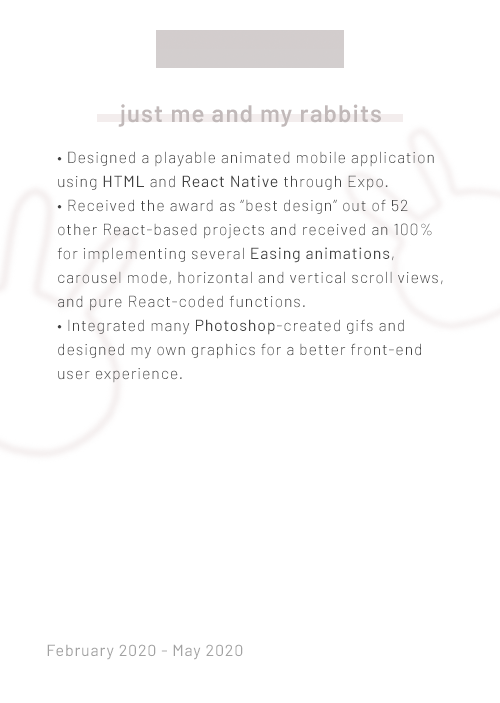 just me and my rabbits
• Designed a playable animated mobile application
using HTML and React Native through Expo.
• Received the award as “best design” out of 52
other React-based projects and received an 100%
for implementing several Easing animations,
carousel mode, horizontal and vertical scroll views,
and pure React-coded functions.
• Integrated many Photoshop-created gifs and
designed my own graphics for a better front-end
user experience.
February 2020 - May 2020